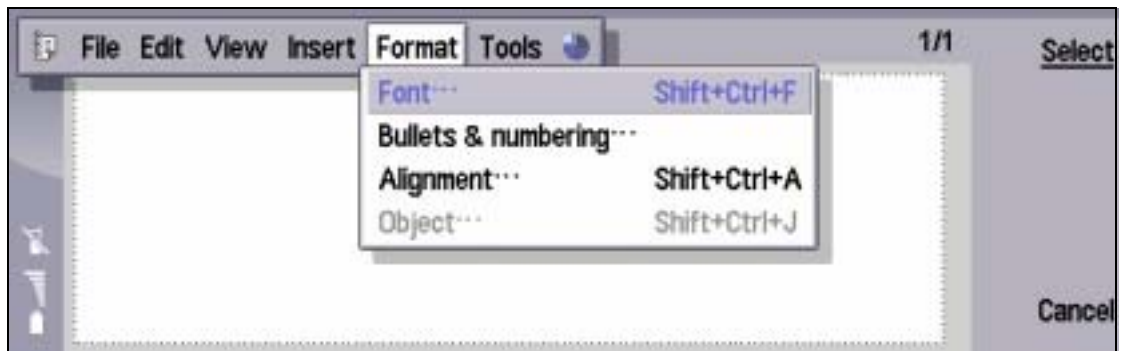 File Edit View Insert Format Tools 1/1 Select
Font... Shift+Ctrl+F
Bullets & numbering...
Alignment... Shift+Ctrl+A
Object... Shift+Ctrl+J
Cancel